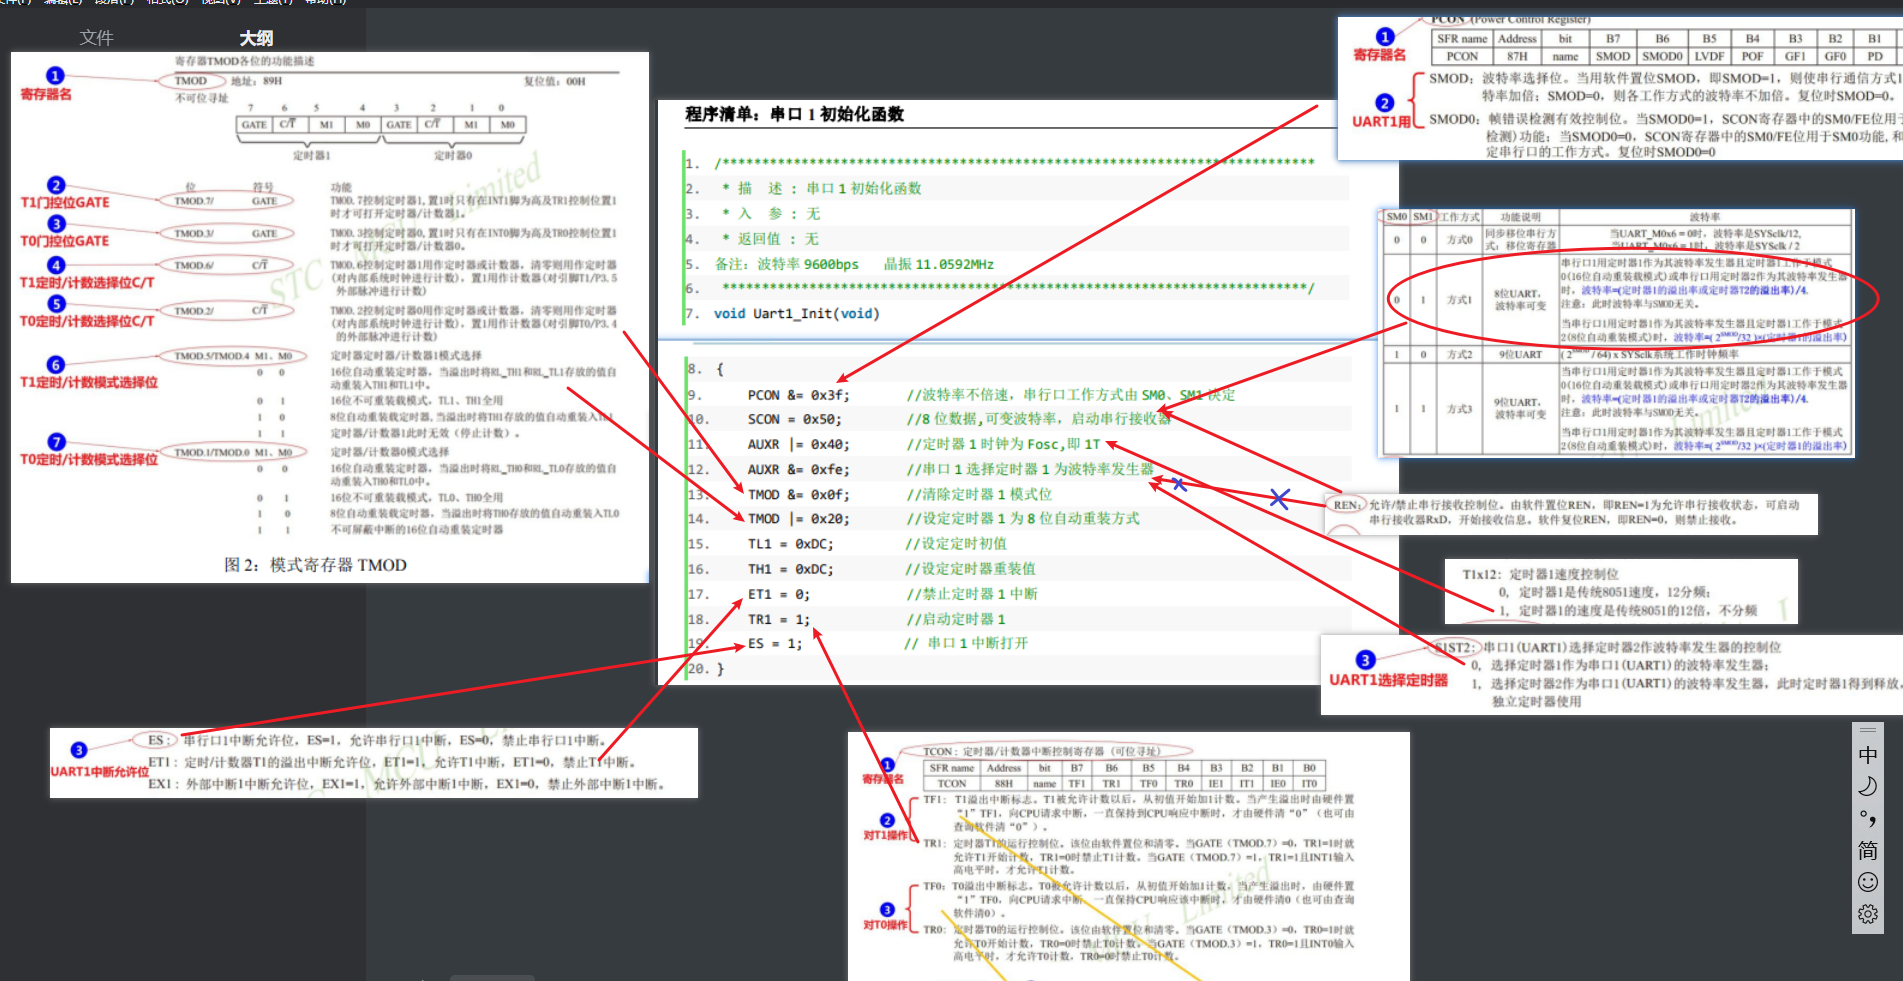 文件
大纲
寄存器TMOD各位的功能描述
1
寄存器名
TMOD 地址: 89H 复位值: 00H
不可位寻址
7 6 5 4 3 2 1 0
GATE C/T M1 M0 GATE C/T M1 M0
定时器1 定时器0
位 符号 功能
2
T1门控位GATE
TMOD.7/ GATE TMOD.7控制定时器1,置1时只有在INT1脚为高及TR1控制位置1
时才可打开定时器/计数器1。
3
T0门控位GATE
TMOD.3/ GATE TMOD.3控制定时器0,置1时只有在INT0脚为高及TR0控制位置1
时才可打开定时器/计数器0。
4
T1定时/计数选择位C/T
TMOD.6/ C/T TMOD.6控制定时器1用作定时器或计数器,清零则用作定时器
(对内部系统时钟进行计数),置1用作计数器(对引脚T1/P3.5
外部脉冲进行计数)
5
T0定时/计数选择位C/T
TMOD.2/ C/T TMOD.2控制定时器0用作定时器或计数器,清零则用作定时器
(对内部系统时钟进行计数),置1用作计数器(对引脚T0/P3.4
的外部脉冲进行计数)
6
T1定时/计数模式选择位
TMOD.5/TMOD.4 M1、M0 定时器定时器/计数器1模式选择
0 0 16位自动重装定时器,当溢出时将RL_TH1和RL_TL1存放的值自
动重装入TH1和TL1中。
0 1 16位不可重装载模式,TL1、TH1全用
1 0 8位自动重装载定时器,当溢出时将TH1存放的值自动重装入TL1
1 1 定时器/计数器1此时无效(停止计数)。
7
T0定时/计数模式选择位
TMOD.1/TMOD.0 M1、M0 定时器/计数器0模式选择
0 0 16位自动重装定时器,当溢出时将RL_TH0和RL_TL0存放的值自
动重装入TH0和TL0中。
0 1 16位不可重装载模式,TL0、TH0全用
1 0 8位自动重装载定时器,当溢出时将TH0存放的值自动重装入TL0
1 1 不可屏蔽中断的16位自动重装定时器
图 2: 模式寄存器 TMOD
程序清单: 串口 1 初始化函数
1. /****************************************************************************
2. * 描 述 : 串口 1 初始化函数
3. * 入 参 : 无
4. * 返回值 : 无
5. 备注: 波特率 9600bps 晶振 11.0592MHz
6. ***************************************************************************/
7. void Uart1_Init(void)
8. {
9. PCON &= 0x3f; //波特率不倍速,串行口工作方式由 SM0、SM1 决定
10. SCON = 0x50; //8 位数据,可变波特率,启动串行接收器
11. AUXR |= 0x40; //定时器 1 时钟为 Fosc,即 1T
12. AUXR &= 0xfe; //串口 1 选择定时器 1 为波特率发生器
13. TMOD &= 0x0f; //清除定时器 1 模式位
14. TMOD |= 0x20; //设定定时器 1 为 8 位自动重装方式
15. TL1 = 0xDC; //设定定时初值
16. TH1 = 0xDC; //设定定时器重装值
17. ET1 = 0; //禁止定时器 1 中断
18. TR1 = 1; //启动定时器 1
19. ES = 1; // 串口 1 中断打开
20. }
PCON (Power Control Register)
1
寄存器名
SFR name Address bit B7 B6 B5 B4 B3 B2 B1
PCON 87H name SMOD SMOD0 LVDF POF GF1 GF0 PD
2
UART1用
SMOD: 波特率选择位。当用软件置位SMOD,即SMOD=1,则使串行通信方式1
特率加倍; SMOD=0,则各工作方式的波特率不加倍。复位时SMOD=0。
SMOD0: 帧错误检测有效控制位。当SMOD0=1,SCON寄存器中的SM0/FE位用于
检测)功能; 当SMOD0=0,SCON寄存器中的SM0/FE位用于SM0功能,和
定串行口的工作方式。复位时SMOD0=0
SM0 SM1 工作方式 功能说明 波特率
0 0 方式0 同步移位串行方式: 移位寄存器 当UART_M0x6 = 0时,波特率是SYSclk/12,
当UART_M0x6 = 1时,波特率是SYSclk / 2
0 1 方式1 8位UART,波特率可变 串行口1用定时器1作为其波特率发生器且定时器1工作于模式
0(16位自动重装载模式)或串行口用定时器2作为其波特率发生器
时,波特率=(定时器1的溢出率或定时器T2的溢出率)/4.
注意: 此时波特率与SMOD无关。
当串行口1用定时器1作为其波特率发生器且定时器1工作于模式
2(8位自动重装模式)时,波特率=( 2^SMOD/32 )×(定时器1的溢出率)
1 0 方式2 9位UART ( 2^SMOD / 64) x SYSclk系统工作时钟频率
1 1 方式3 9位UART,波特率可变 当串行口1用定时器1作为其波特率发生器且定时器1工作于模式
0(16位自动重装载模式)或串行口用定时器2作为其波特率发生器
时,波特率=(定时器1的溢出率或定时器T2的溢出率)/4.
注意: 此时波特率与SMOD无关。
当串行口1用定时器1作为其波特率发生器且定时器1工作于模式
2(8位自动重装模式)时,波特率=( 2^SMOD/32 )×(定时器1的溢出率)
REN: 允许/禁止串行接收控制位。由软件置位REN,即REN=1为允许串行接收状态,可启动
串行接收器RxD,开始接收信息。软件复位REN,即REN=0,则禁止接收。
T1x12: 定时器1速度控制位
0, 定时器1是传统8051速度,12分频;
1, 定时器1的速度是传统8051的12倍,不分频
3
UART1选择定时器
S1ST2: 串口1(UART1)选择定时器2作波特率发生器的控制位
0, 选择定时器1作为串口1(UART1)的波特率发生器;
1, 选择定时器2作为串口1(UART1)的波特率发生器,此时定时器1得到释放,
独立定时器使用
3
UART1中断允许位
ES: 串行口1中断允许位,ES=1,允许串行口1中断,ES=0,禁止串行口1中断。
ET1: 定时/计数器T1的溢出中断允许位,ET1=1,允许T1中断,ET1=0,禁止T1中断。
EX1: 外部中断1中断允许位,EX1=1,允许外部中断1中断,EX1=0,禁止外部中断1中断。
TCON: 定时器/计数器中断控制寄存器 (可位寻址)
1
寄存器名
SFR name Address bit B7 B6 B5 B4 B3 B2 B1 B0
TCON 88H name TF1 TR1 TF0 TR0 IE1 IT1 IE0 IT0
2
对T1操作
TF1: T1溢出中断标志。T1被允许计数以后,从初值开始加1计数。当产生溢出时由硬件置
“1”TF1,向CPU请求中断,一直保持到CPU响应中断时,才由硬件清“0”(也可由
查询软件清“0”)。
TR1: 定时器T1的运行控制位。该位由软件置位和清零。当GATE(TMOD.7)=0,TR1=1时就
允许T1开始计数,TR1=0时禁止T1计数。当GATE(TMOD.7)=1,TR1=1且INT1输入
高电平时,才允许T1计数。
3
对T0操作
TF0: T0溢出中断标志。T0被允许计数以后,从初值开始加1计数,当产生溢出时,由硬件置
“1”TF0,向CPU请求中断,一直保持CPU响应该中断时,才由硬件清0(也可由查询
软件清0)。
TR0: 定时器T0的运行控制位。该位由软件置位和清零。当GATE(TMOD.3)=0,TR0=1时就
允许T0开始计数,TR0=0时禁止T0计数。当GATE(TMOD.3)=1,TR0=1且INT0输入
高电平时,才允许T0计数,TR0=0时禁止T0计数。
中
简